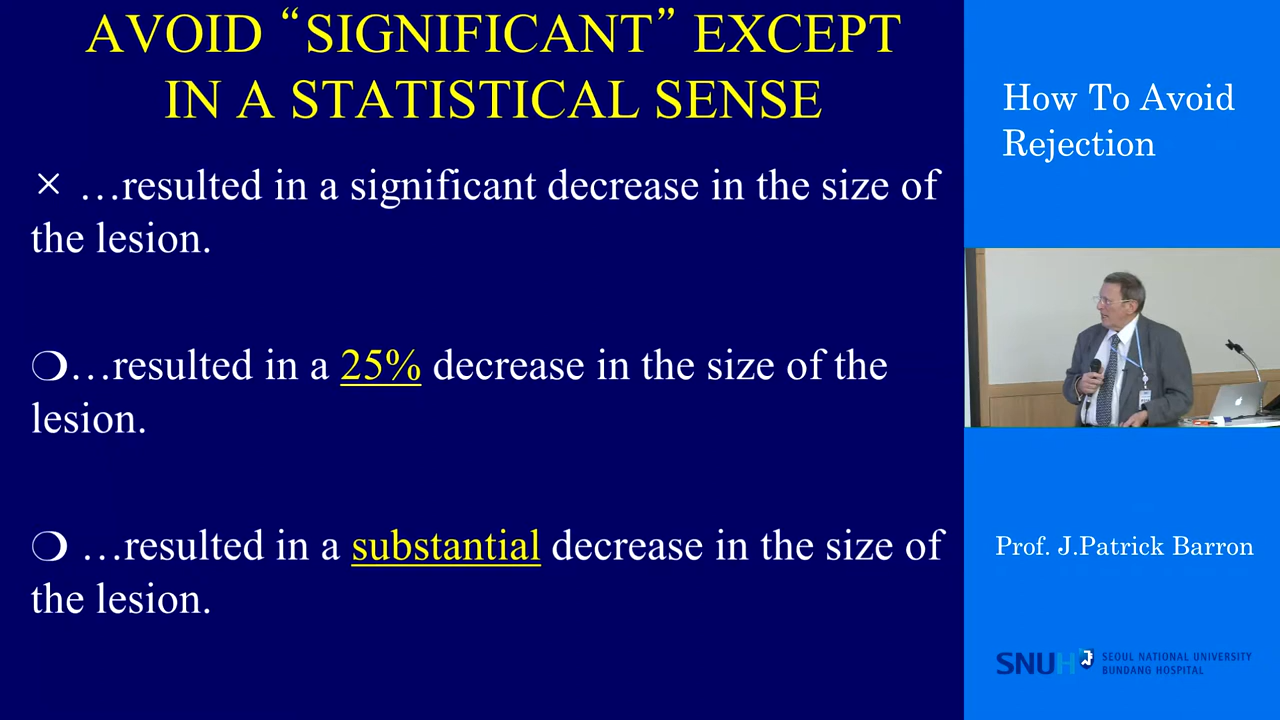 AVOID “SIGNIFICANT” EXCEPT
IN A STATISTICAL SENSE
× …resulted in a significant decrease in the size of
the lesion.
❍…resulted in a 25% decrease in the size of the
lesion.
❍ …resulted in a substantial decrease in the size of
the lesion.
How To Avoid
Rejection
Prof. J.Patrick Barron
SNUH
SEOUL NATIONAL UNIVERSITY
BUNDANG HOSPITAL